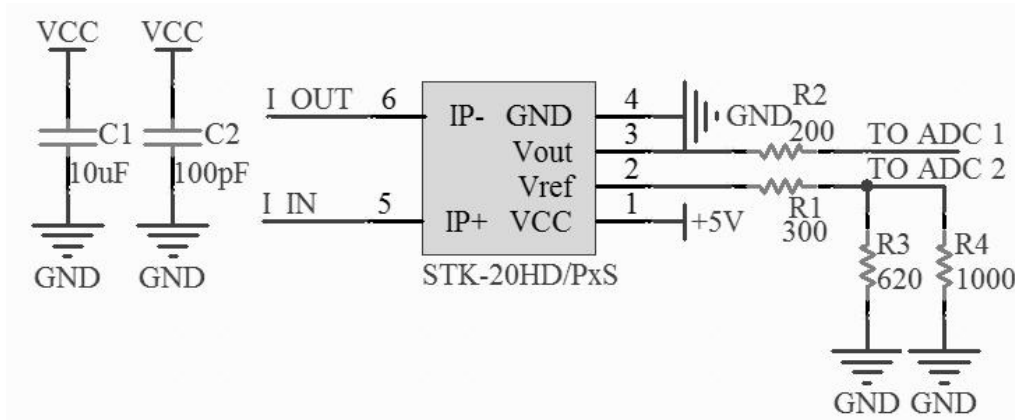 VCC VCC
C1
10uF
C2
100pF
GND GND
I OUT 6 IP- GND 4 GND
Vout 3 R2
200 TO ADC 1
Vref 2 R1
300 TO ADC 2
I IN 5 IP+ VCC 1 +5V
STK-20HD/PxS
R3
620
R4
1000
GND GND